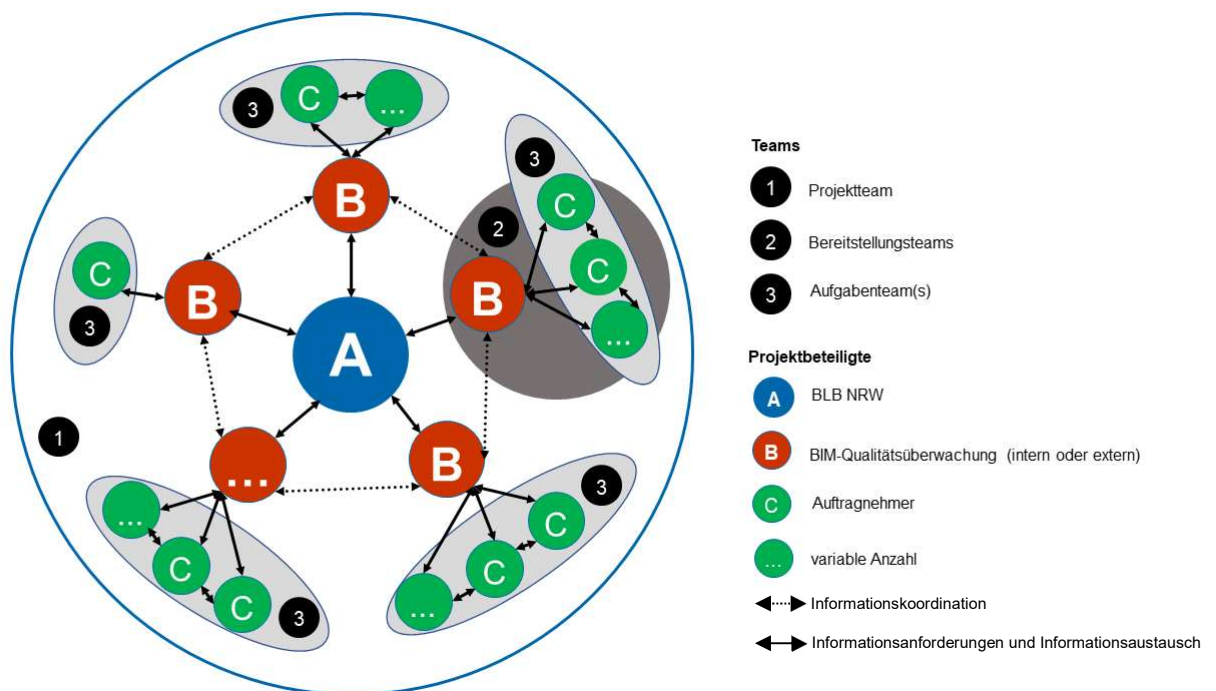 3
C
...
B
3
C
2
C
B
...
C
3
B
A
1
...
B
...
C
C
3
3
C
C
...
Teams
1 Projektteam
2 Bereitstellungsteams
3 Aufgabenteam(s)
Projektbeteiligte
A BLB NRW
B BIM-Qualitätsüberwachung (intern oder extern)
C Auftragnehmer
... variable Anzahl
Informationskoordination
Informationsanforderungen und Informationsaustausch